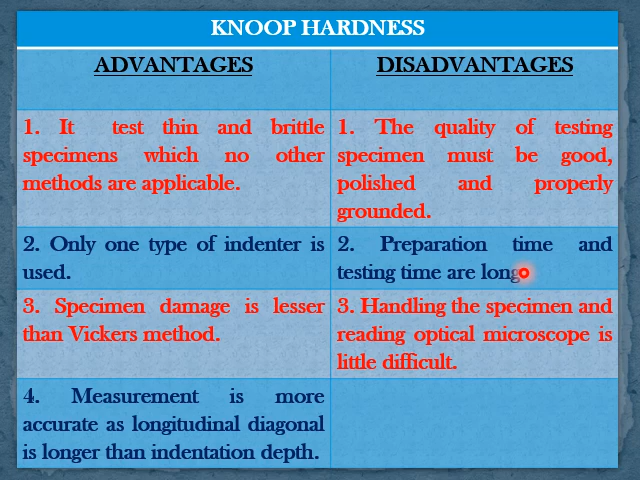 KNOOP HARDNESS
ADVANTAGES
DISADVANTAGES
1. It test thin and brittle
specimens which no other
methods are applicable.
1. The quality of testing
specimen must be good,
polished and properly
grounded.
2. Only one type of indenter is
used.
2. Preparation time and
testing time are long
3. Specimen damage is lesser
than Vickers method.
3. Handling the specimen and
reading optical microscope is
little difficult.
4. Measurement is more
accurate as longitudinal diagonal
is longer than indentation depth.